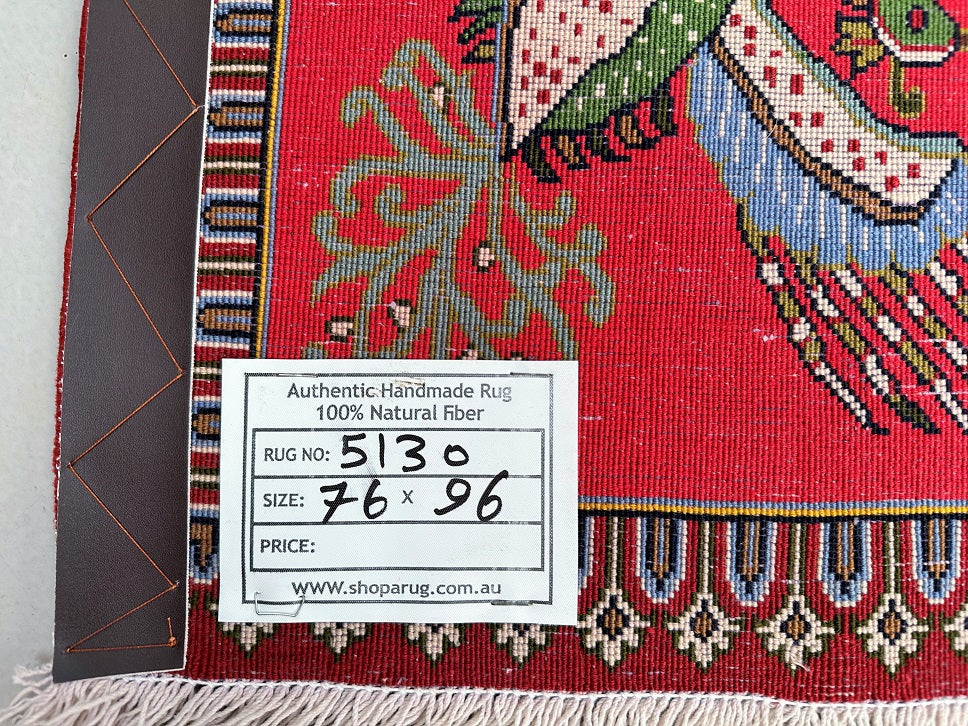 Authentic Handmade Rug
100% Natural Fiber
RUG NO: 5130
SIZE: 76 x 96
PRICE:
www.shoparug.com.au